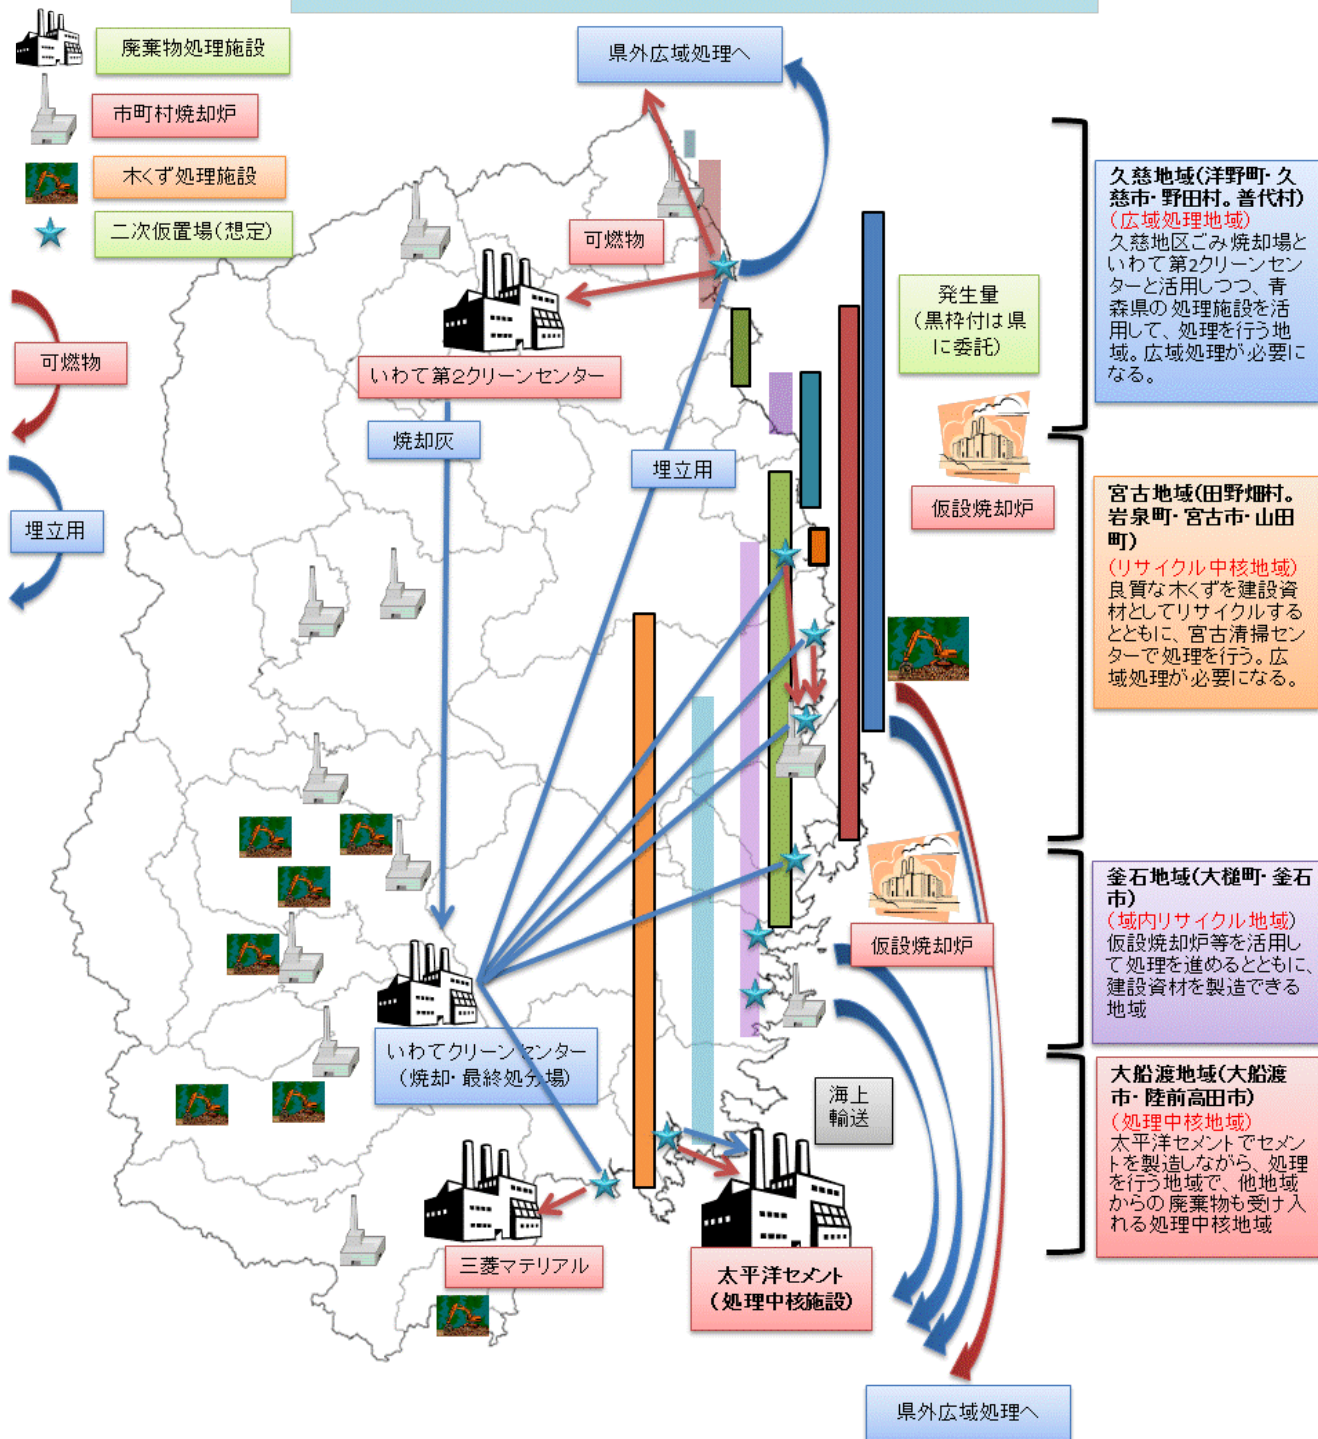 廃棄物処理施設
市町村焼却炉
木くず処理施設
二次仮置場(想定)
可燃物
埋立用
県外広域処理へ
可燃物
いわて第2クリーンセンター
焼却灰
埋立用
発生量
(黒枠付は県
に委託)
仮設焼却炉
仮設焼却炉
いわてクリーンセンター
(焼却・最終処分場)
海上
輸送
三菱マテリアル
太平洋セメント
(処理中核施設)
県外広域処理へ
久慈地域(洋野町・久
慈市・野田村。普代村)
(広域処理地域)
久慈地区ごみ焼却場と
いわて第2クリーンセン
ターと活用しつつ、青
森県の処理施設を活
用して、処理を行う地
域。広域処理が必要に
なる。
宮古地域(田野畑村。
岩泉町・宮古市・山田
町)
(リサイクル中核地域)
良質な木くずを建設資
材としてリサイクルする
とともに、宮古清掃セン
ターで処理を行う。広
域処理が必要になる。
釜石地域(大槌町・釜石
市)
(域内リサイクル地域)
仮設焼却炉等を活用し
て処理を進めるとともに、
建設資材を製造できる
地域
大船渡地域(大船渡
市・陸前高田市)
(処理中核地域)
太平洋セメントでセメン
トを製造しながら、処理
を行う地域で、他地域
からの廃棄物も受け入
れる処理中核地域